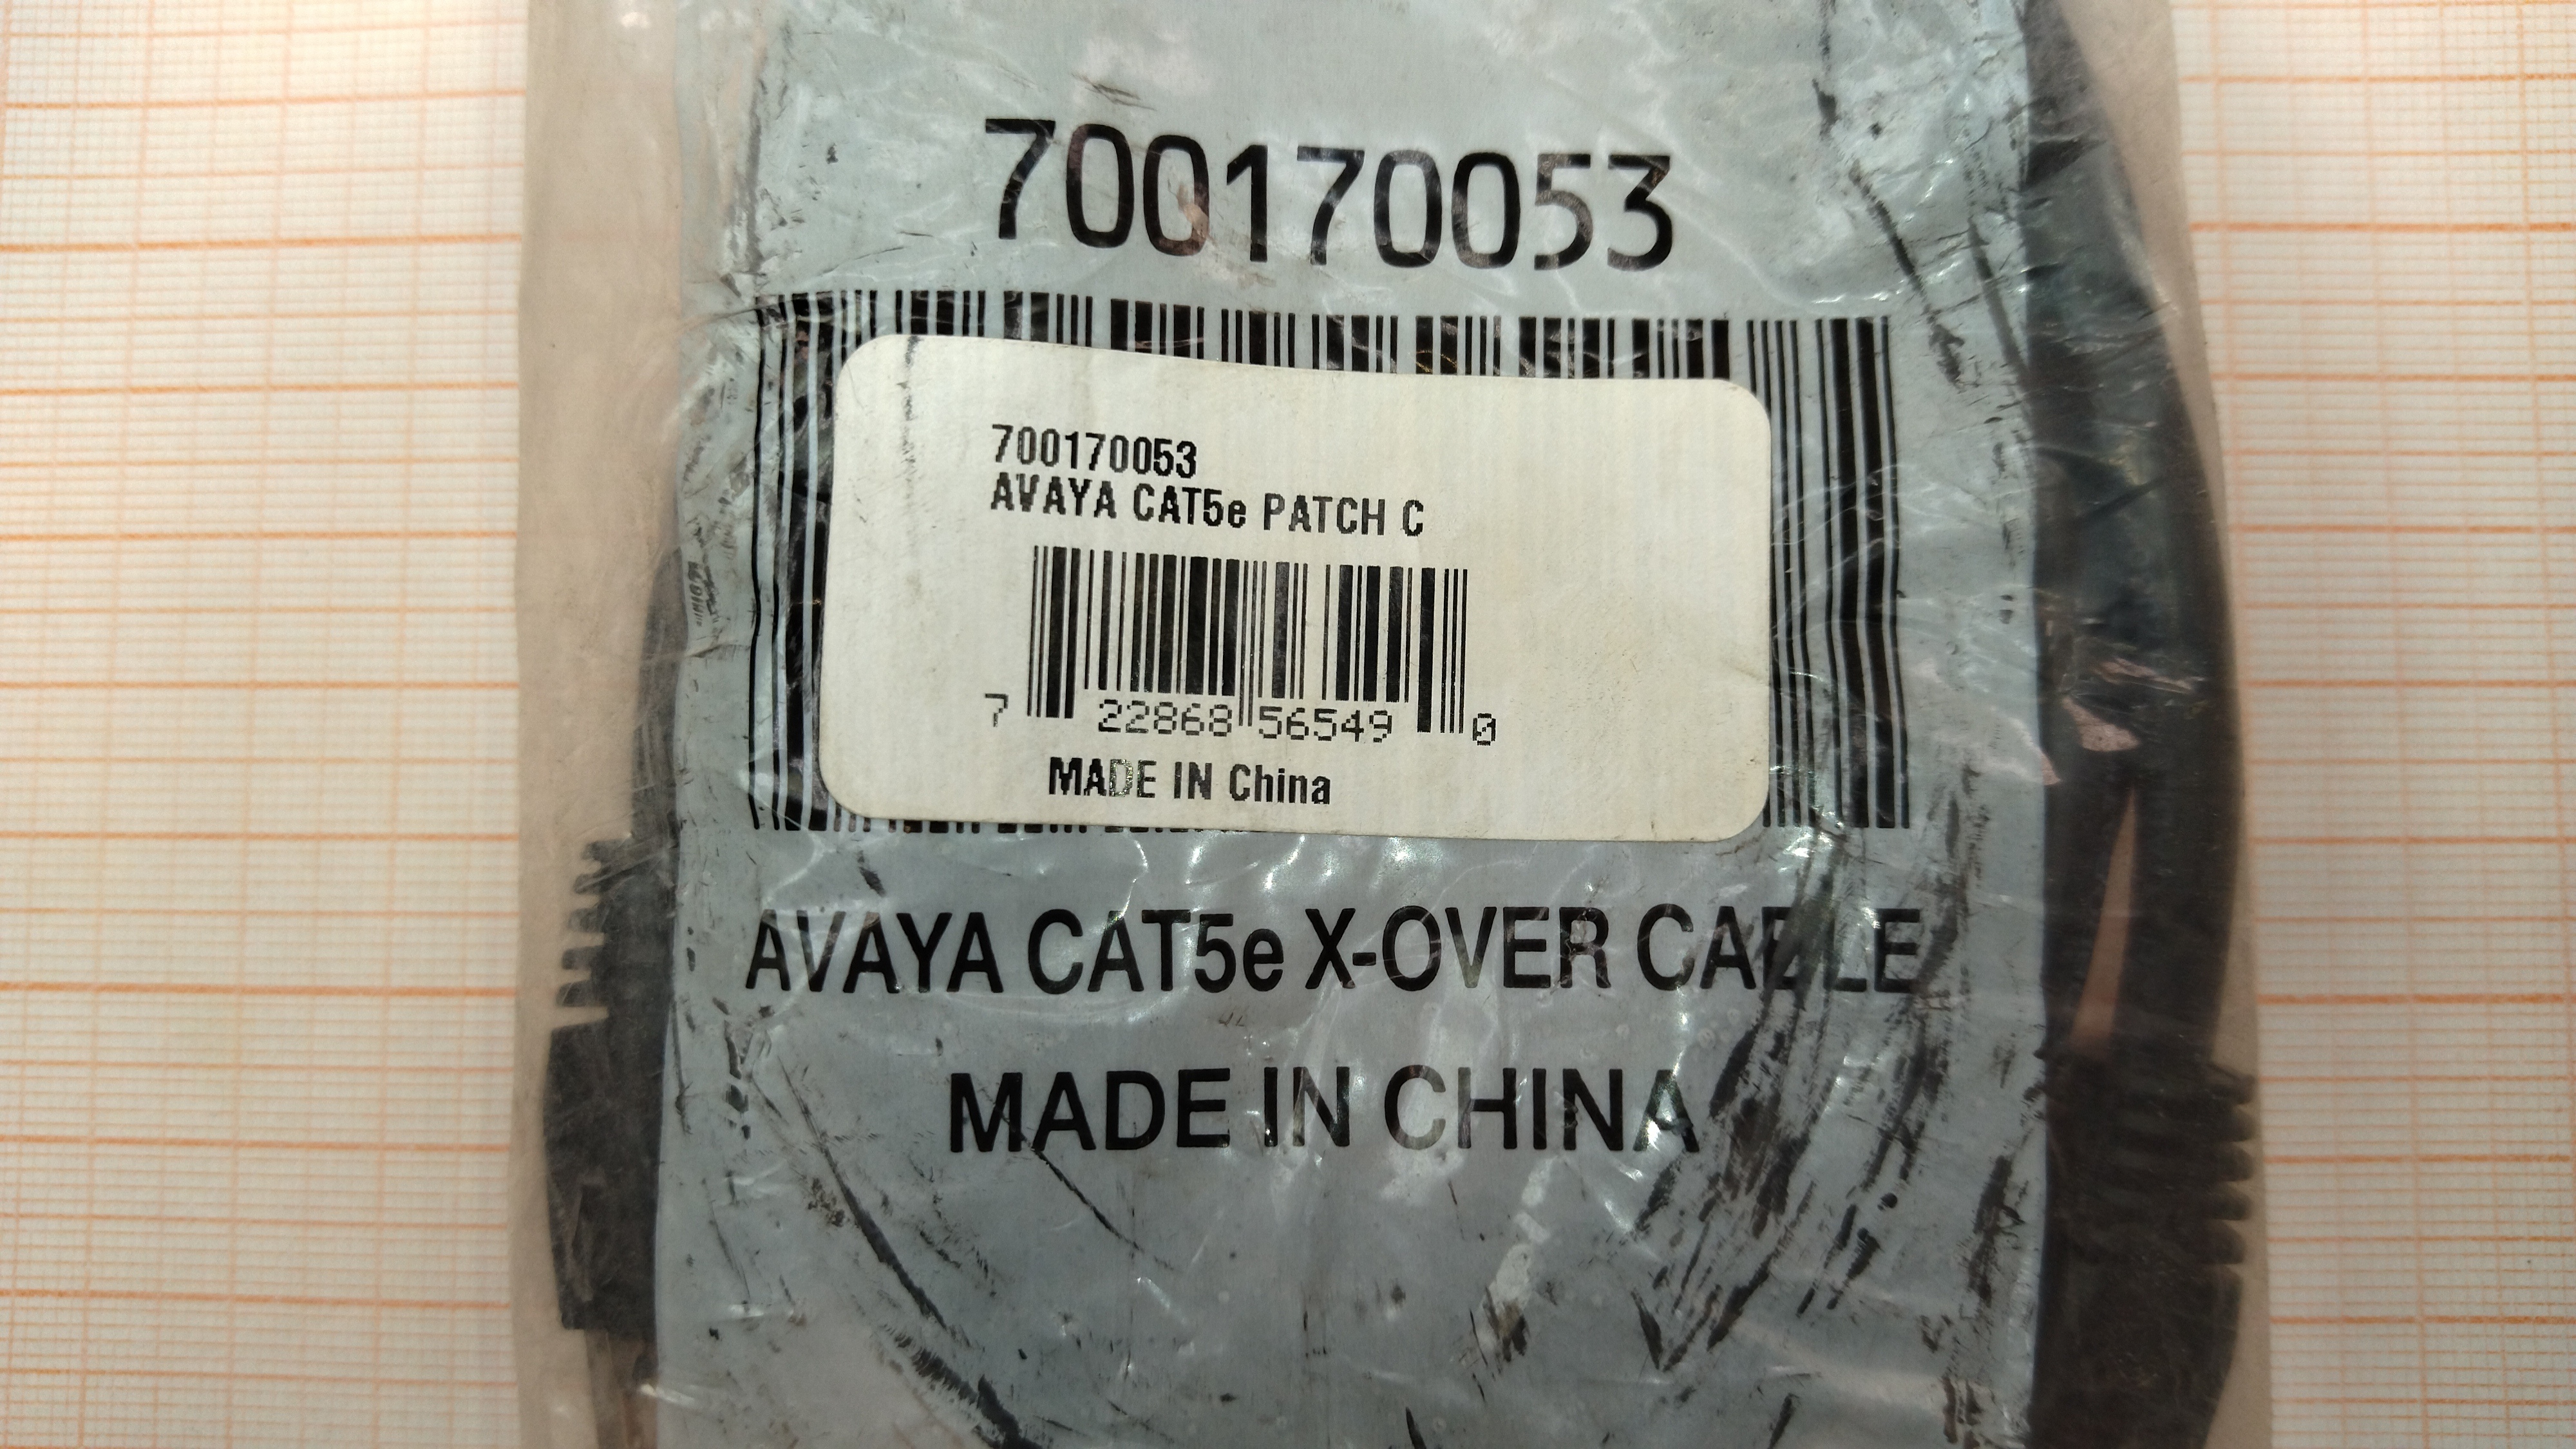 700170053
700170053
AVAYA CAT5e PATCH C
7 22868 56549 0
MADE IN China
AVAYA CAT5e X-OVER CABLE
MADE IN CHINA